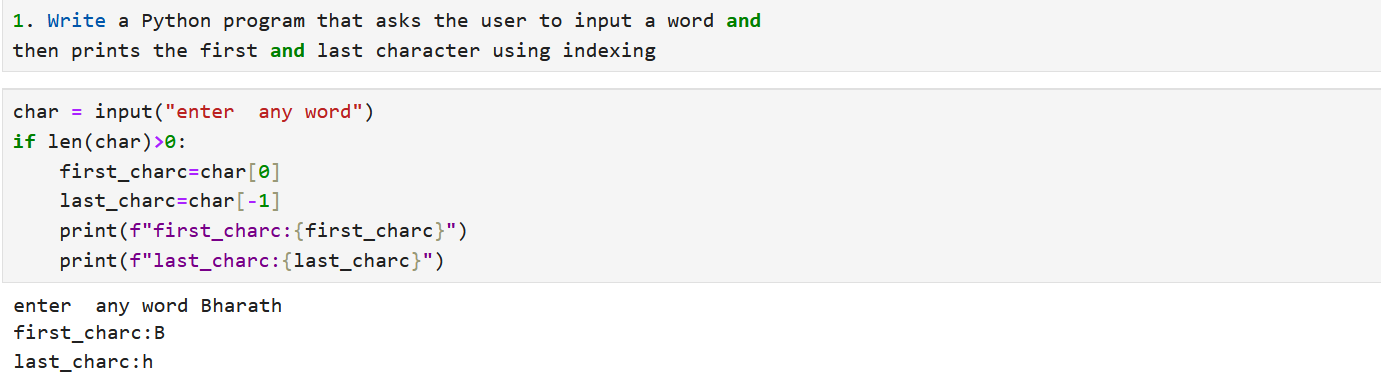 1. Write a Python program that asks the user to input a word and
then prints the first and last character using indexing
char = input("enter  any word")
if len(char)>0:
    first_charc=char[0]
    last_charc=char[-1]
    print(f"first_charc:{first_charc}")
    print(f"last_charc:{last_charc}")
enter  any word Bharath
first_charc:B
last_charc:h